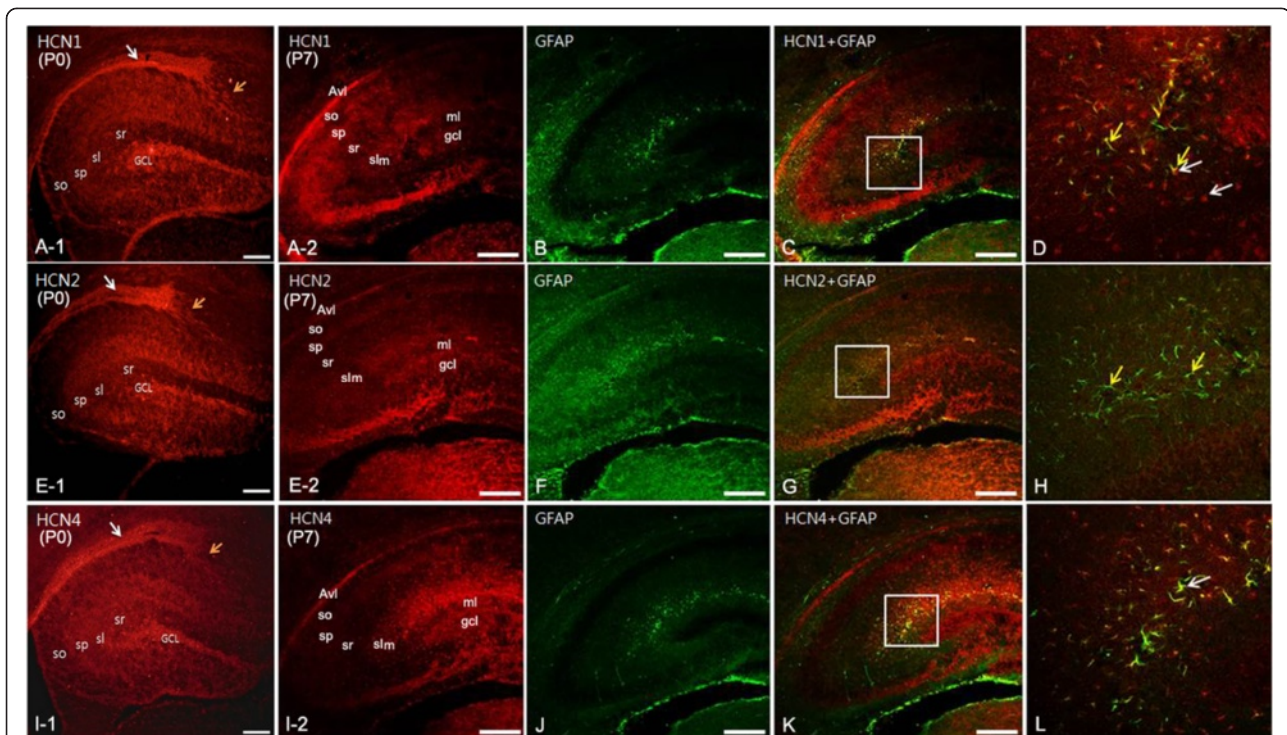 HCN1
(P0)
sr
GCL
sl
sp
so
A-1
HCN1
(P7)
Avl
so
sp
sr
slm
ml
gcl
A-2
GFAP
B
HCN1+GFAP
C
D
HCN2
(P0)
sr
GCL
sl
sp
so
E-1
HCN2
(P7)
Avl
so
sp
sr
slm
ml
gcl
E-2
F
HCN2+GFAP
G
H
HCN4
(P0)
sr
GCL
sl
sp
so
I-1
HCN4
(P7)
Avl
so
sp
sr
slm
ml
gcl
I-2
GFAP
J
HCN4+GFAP
K
L